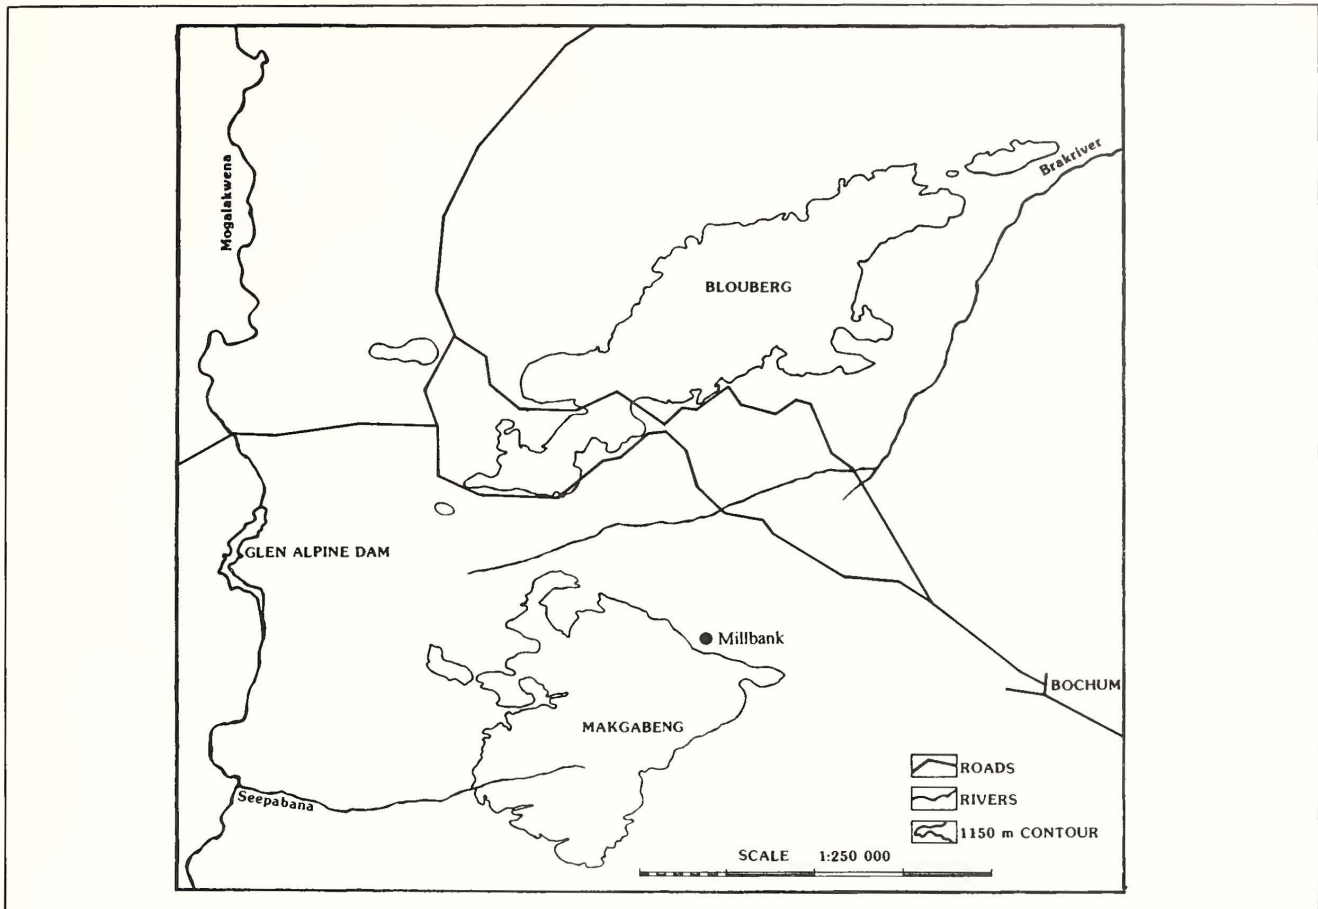 Mogalakwena
Brakriver
BLOUBERG
GLEN ALPINE DAM
Millbank
BOCHUM
MAKGABENG
ROADS
Seepabana
RIVERS
1150 m CONTOUR
SCALE 1:250 000